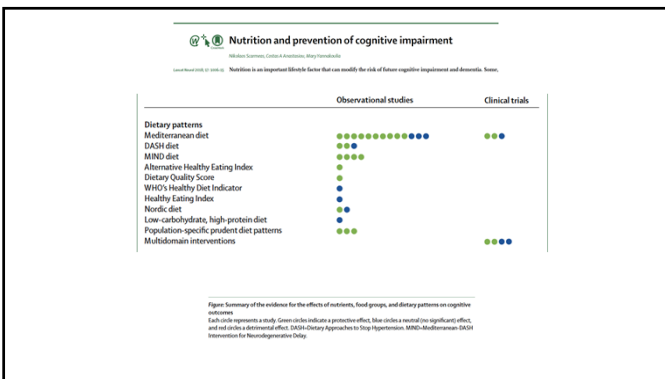 Nutrition and prevention of cognitive impairment
Nikolaos Scarmeas, Costas A Anastasiou, Mary Yannakoulia
Nutrition is an important lifestyle factor that can modify the risk of future cognitive impairment and dementia. Some,
Observational studies Clinical trials
Dietary patterns
Mediterranean diet
DASH diet
MIND diet
Alternative Healthy Eating Index
Dietary Quality Score
WHO's Healthy Diet Indicator
Healthy Eating Index
Nordic diet
Low-carbohydrate, high-protein diet
Population-specific prudent diet patterns
Multidomain interventions
Figure: Summary of the evidence for the effects of nutrients, food groups, and dietary patterns on cognitive
outcomes
Each circle represents a study. Green circles indicate a protective effect, blue circles a neutral (no significant) effect,
and red circles a detrimental effect. DASH=Dietary Approaches to Stop Hypertension. MIND=Mediterranean-DASH
Intervention for Neurodegenerative Delay.